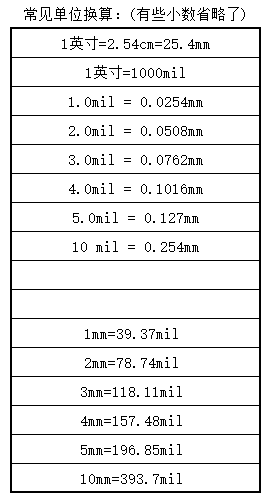 常见单位换算：(有些小数省略了)
1英寸=2.54cm=25.4mm
1英寸=1000mil
1.0mil = 0.0254mm
2.0mil = 0.0508mm
3.0mil = 0.0762mm
4.0mil = 0.1016mm
5.0mil = 0.127mm
10 mil = 0.254mm
1mm=39.37mil
2mm=78.74mil
3mm=118.11mil
4mm=157.48mil
5mm=196.85mil
10mm=393.7mil